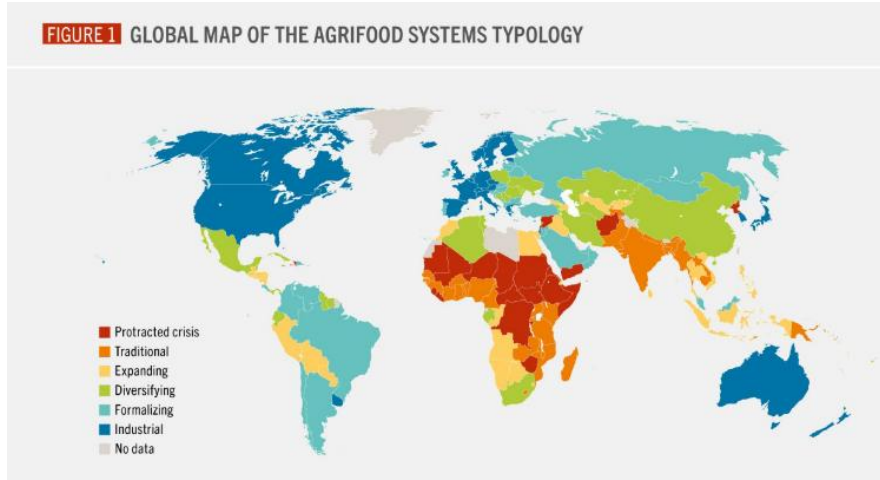 FIGURE 1 GLOBAL MAP OF THE AGRIFOOD SYSTEMS TYPOLOGY
Protracted crisis
Traditional
Expanding
Diversifying
Formalizing
Industrial
No data